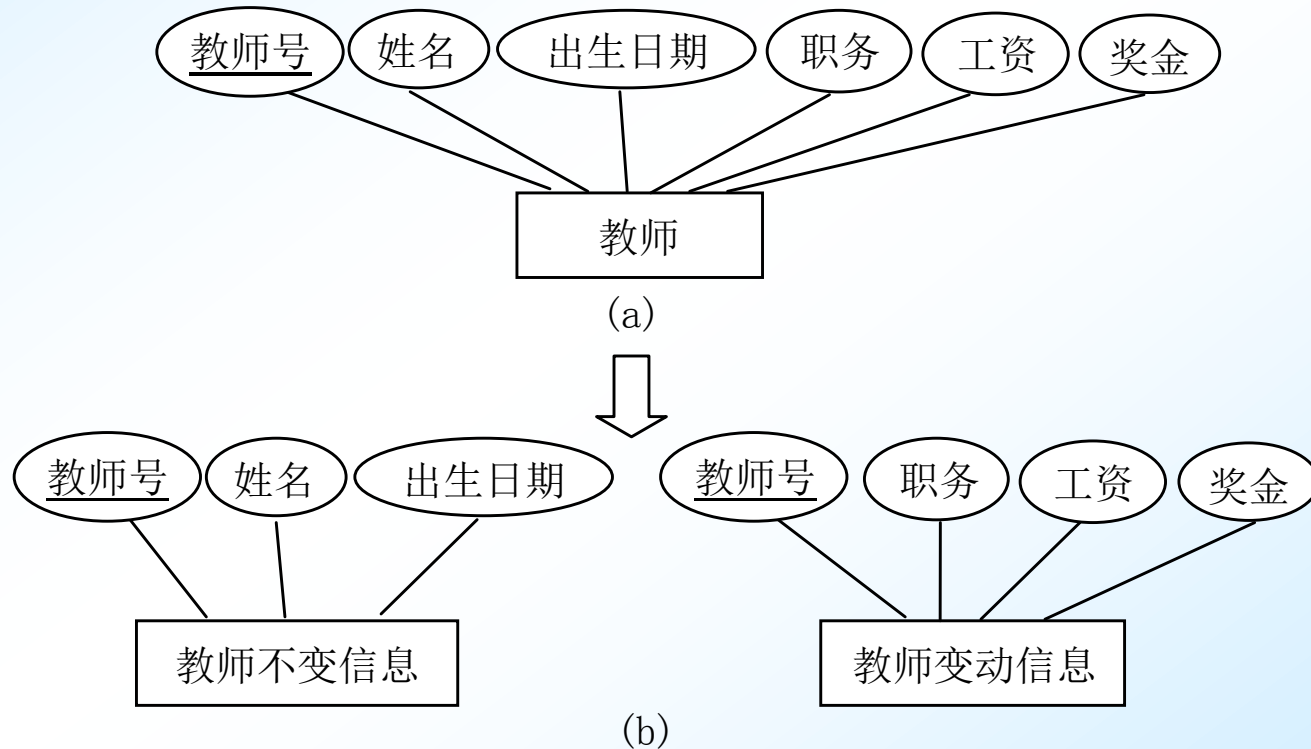 教师号 姓名 出生日期 职务 工资 奖金
教师
(a)
教师号 姓名 出生日期 教师号 职务 工资 奖金
教师不变信息 教师变动信息
(b)